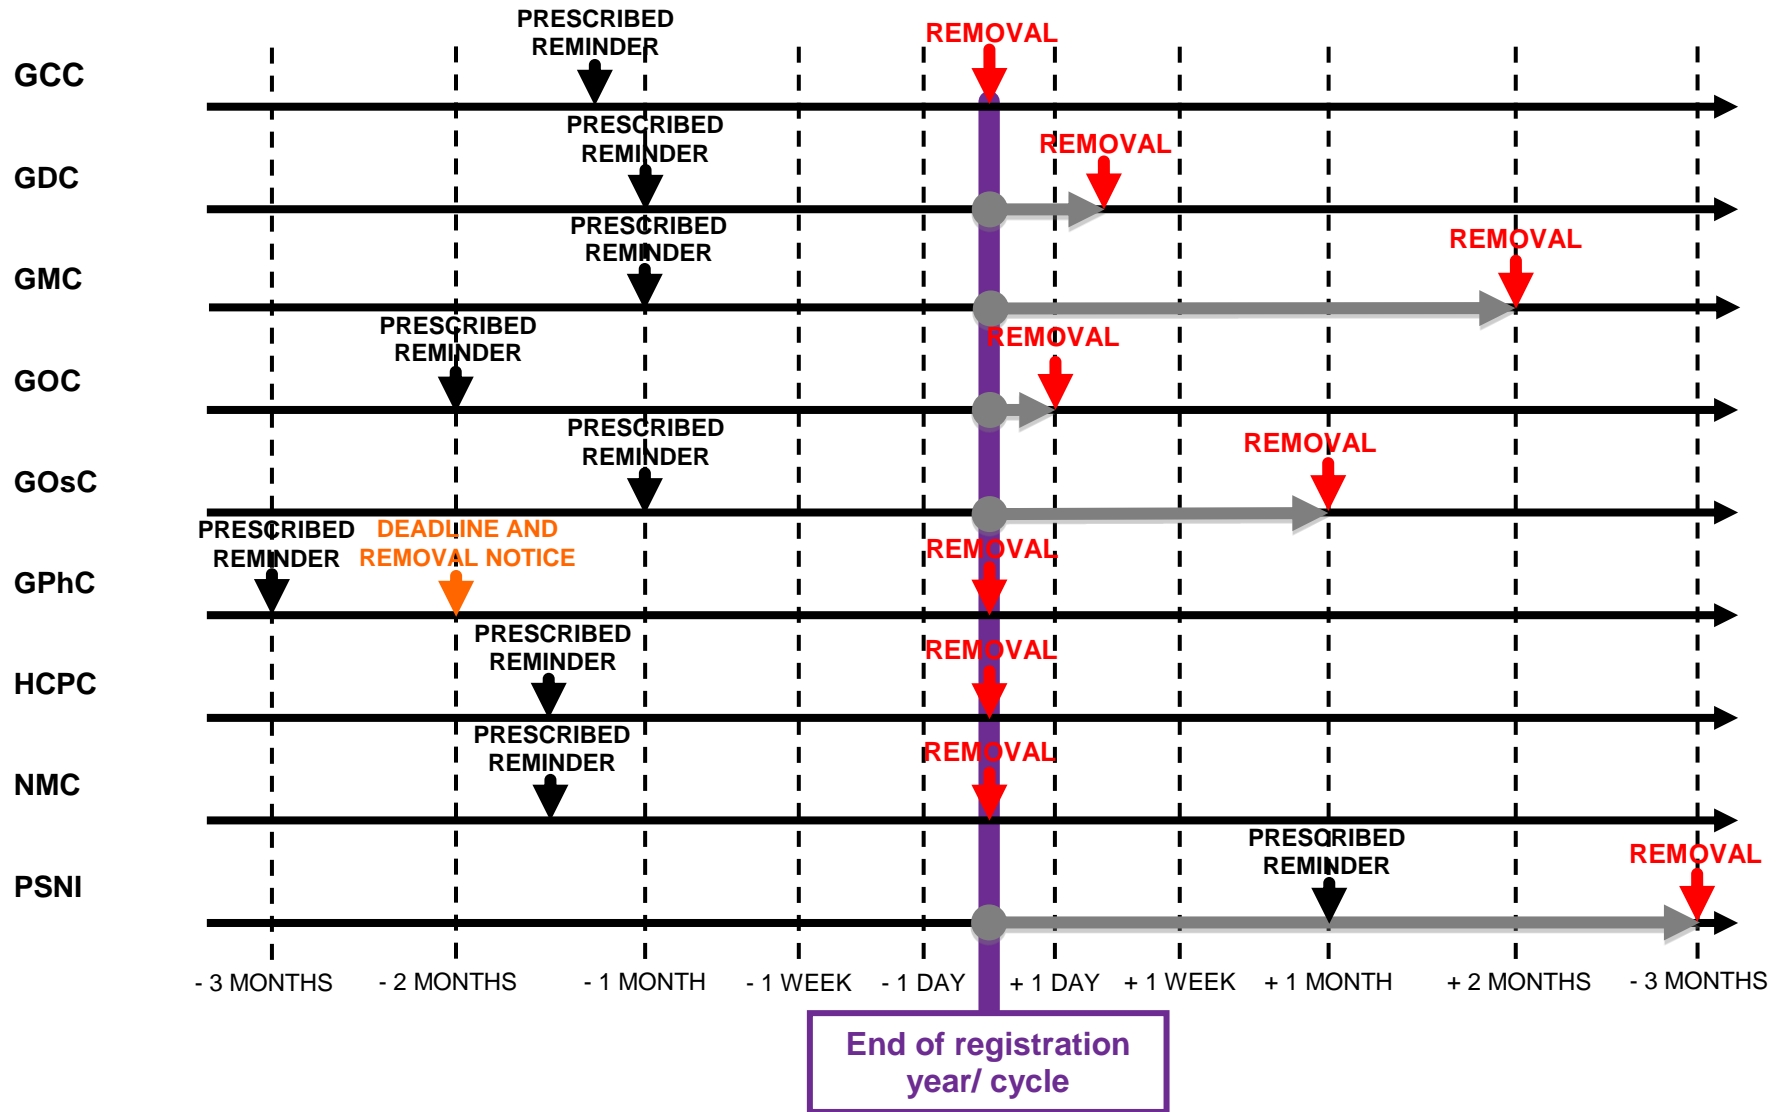 PRESCRIBED
REMINDER
REMOVAL
GCC
PRESCRIBED
REMINDER
REMOVAL
GDC
PRESCRIBED
REMINDER
REMOVAL
GMC
PRESCRIBED
REMINDER
REMOVAL
GOC
PRESCRIBED
REMINDER
REMOVAL
GOsC
PRESCRIBED
REMINDER
DEADLINE AND
REMOVAL NOTICE
REMOVAL
GPhC
PRESCRIBED
REMINDER
REMOVAL
HCPC
PRESCRIBED
REMINDER
REMOVAL
NMC
PRESCRIBED
REMINDER
REMOVAL
PSNI
- 3 MONTHS
- 2 MONTHS
- 1 MONTH
- 1 WEEK
- 1 DAY
+ 1 DAY
+ 1 WEEK
+ 1 MONTH
+ 2 MONTHS
- 3 MONTHS
End of registration
year/ cycle